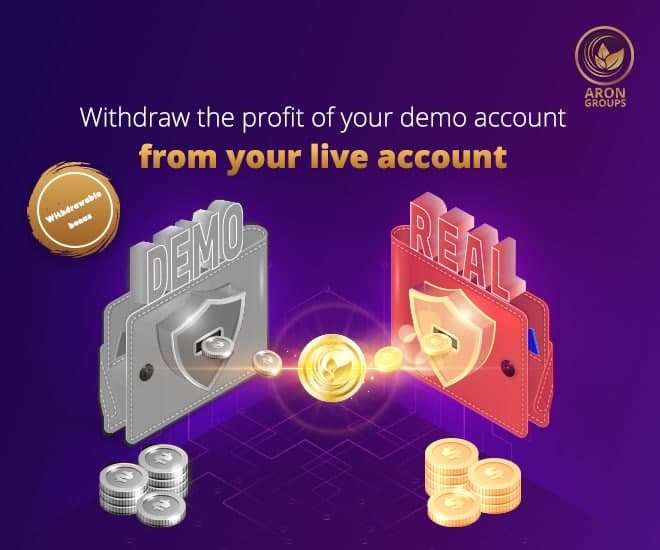 ARON
GROUPS
Withdraw the profit of your demo account
from your live account
Withdrawable
bonus
DEMO
REAL